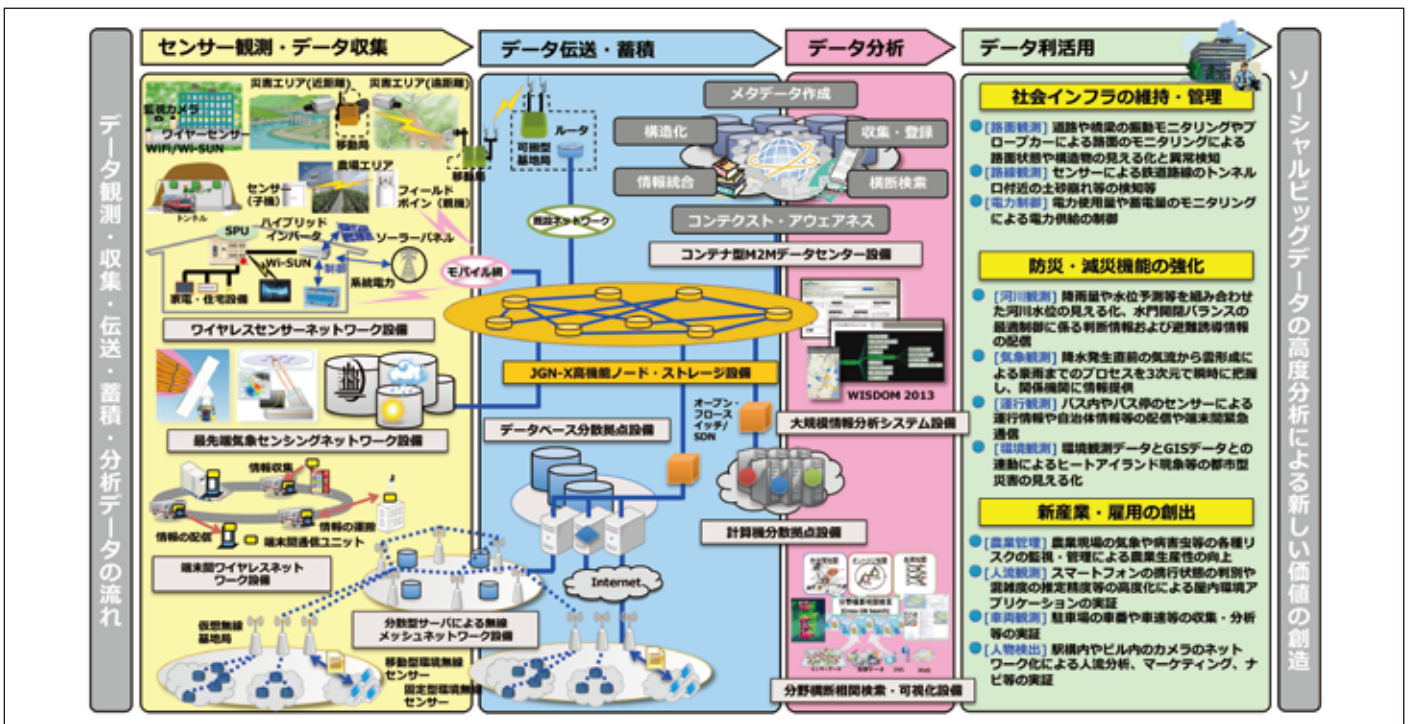 データ観測・収集・伝送・蓄積・分析データの流れ
センサー観測・データ収集
災害エリア(近距離)
災害エリア(遠距離)
監視カメラ
ワイヤーセンサー
WiFi/Wi-SUN
移動局
移動局
農場エリア
トンネル
センサー
(子機)
フィールド
ポイン(親機)
SPU
ハイブリッド
インバータ
ソーラーパネル
Wi-SUN
制御
系統電力
家電・住宅設備
モバイル網
ワイヤレスセンサーネットワーク設備
最先端気象センシングネットワーク設備
情報収集
情報の配信
情報の運搬
端末間通信ユニット
端末間ワイヤレスネット
ワーク設備
仮想無線
基地局
分散型サーバによる無線
メッシュネットワーク設備
移動型環境無線
センサー
固定型環境無線
センサー
データ伝送・蓄積
ルータ
可搬型
基地局
既設ネットワーク
JGN-X高機能ノード・ストレージ設備
データベース分散拠点設備
オープン・
フロース
イッチ/
SDN
Internet
データ分析
メタデータ作成
構造化
収集・登録
情報統合
横断検索
コンテクスト・アウェアネス
コンテナ型M2Mデータセンター設備
WISDOM 2013
大規模情報分析システム設備
計算機分散拠点設備
分野横断相関検索
分野横断相関検索・可視化設備
データ利活用
社会インフラの維持・管理
[路面観測] 道路や橋梁の振動モニタリングやプ
ローブカーによる路面のモニタリングによる
路面状態や構造物の見える化と異常検知
[路線観測] センサーによる鉄道路線のトンネル
口付近の土砂崩れ等の検知等
[電力制御] 電力使用量や蓄電量のモニタリング
による電力供給の制御
防災・減災機能の強化
[河川観測] 降雨量や水位予測等を組み合わせ
た河川水位の見える化、水門開閉バランスの
最適制御に係る判断情報および避難誘導情報
の配信
[気象観測] 降水発生直前の気流から雲形成に
よる豪雨までのプロセスを3次元で瞬時に把握
し、関係機関に情報提供
[運行観測] バス内やバス停のセンサーによる
運行情報や自治体情報等の配信や端末間緊急
通信
[環境観測] 環境観測データとGISデータとの
連動によるヒートアイランド現象等の都市型
災害の見える化
新産業・雇用の創出
[農業管理] 農業現場の気象や病害虫等の各種リ
スクの監視・管理による農業生産性の向上
[人流観測] スマートフォンの携行状態の判別や
混雑度の推定精度等の高度化による屋内環境ア
プリケーションの実証
[車両観測] 駐車場の車番や車速等の収集・分析
等の実証
[人物検出] 駅構内やビル内のカメラのネット
ワーク化による人流分析、マーケティング、ナ
ビ等の実証
ソーシャルビッグデータの高度分析による新しい価値の創造